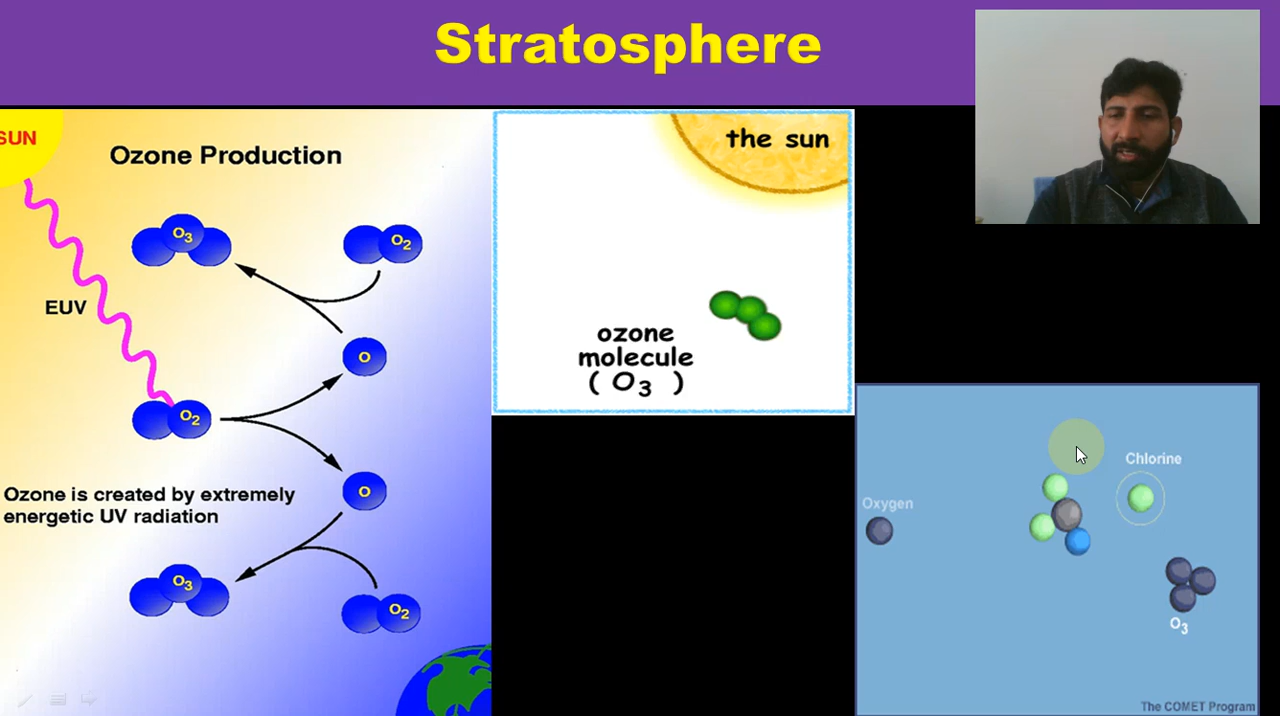 Stratosphere
SUN
Ozone Production
O3
O2
EUV
O
O2
O
Ozone is created by extremely
energetic UV radiation
O3
O2
the sun
ozone
molecule
( O3 )
Chlorine
Oxygen
O3
The COMET Program